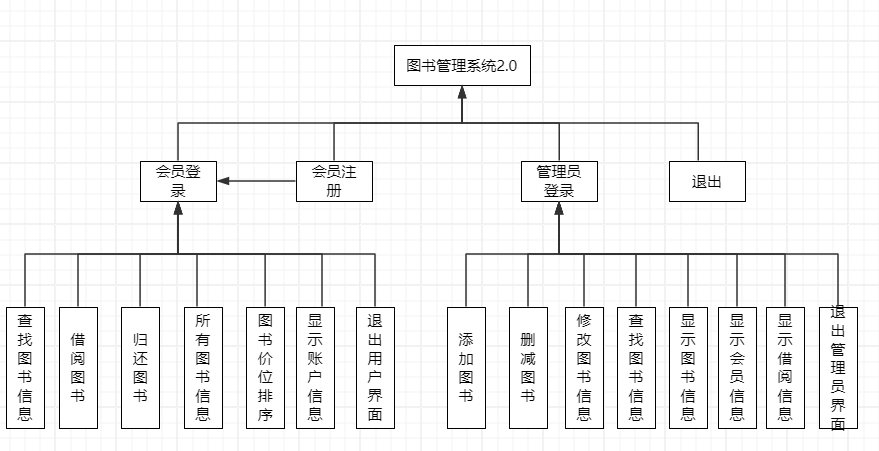 图书管理系统2.0
会员登
录
会员注
册
管理员
登录
退出
查找图书信息
借阅图书
归还图书
所有图书信息
图书价位排序
显示账户信息
退出用户界面
添加图书
删减图书
修改图书信息
查找图书信息
显示图书信息
显示会员信息
显示借阅信息
退出管理员界面